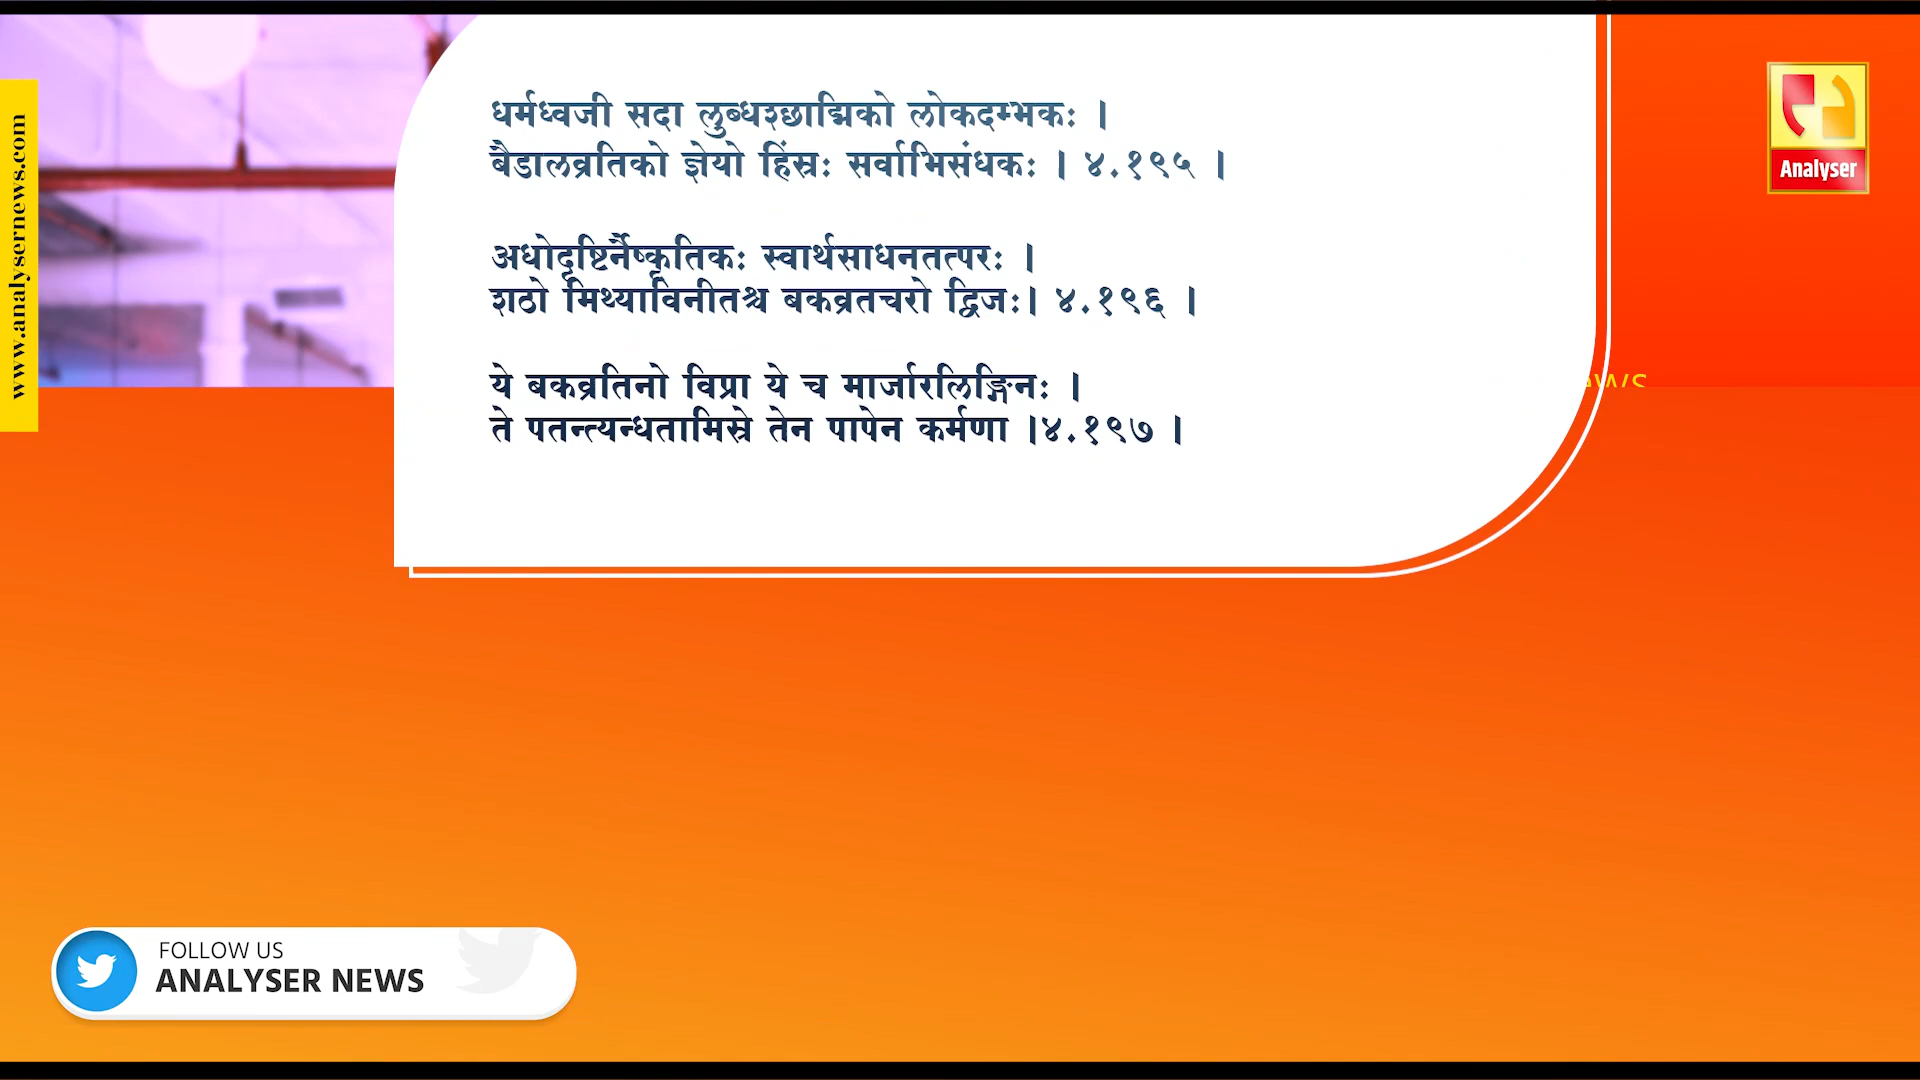 धर्मध्वजी सदा लुब्धश्छाद्मिको लोकदम्भकः ।
बैडालव्रतिको ज्ञेयो हिंस्रः सर्वाभिसंधकः । ४.१९५ ।
अधोदृष्टिर्नैष्कृतिकः स्वार्थसाधनतत्परः ।
शठो मिथ्याविनीतश्च बकव्रतचरो द्विजः। ४.१९६ ।
ये बकव्रतिनो विप्रा ये च मार्जारलिङ्गिनः ।
ते पतन्त्यन्धतामिस्रे तेन पापेन कर्मणा ।४.१९७ ।
www.analysernews.com
Analyser
FOLLOW US
ANALYSER NEWS